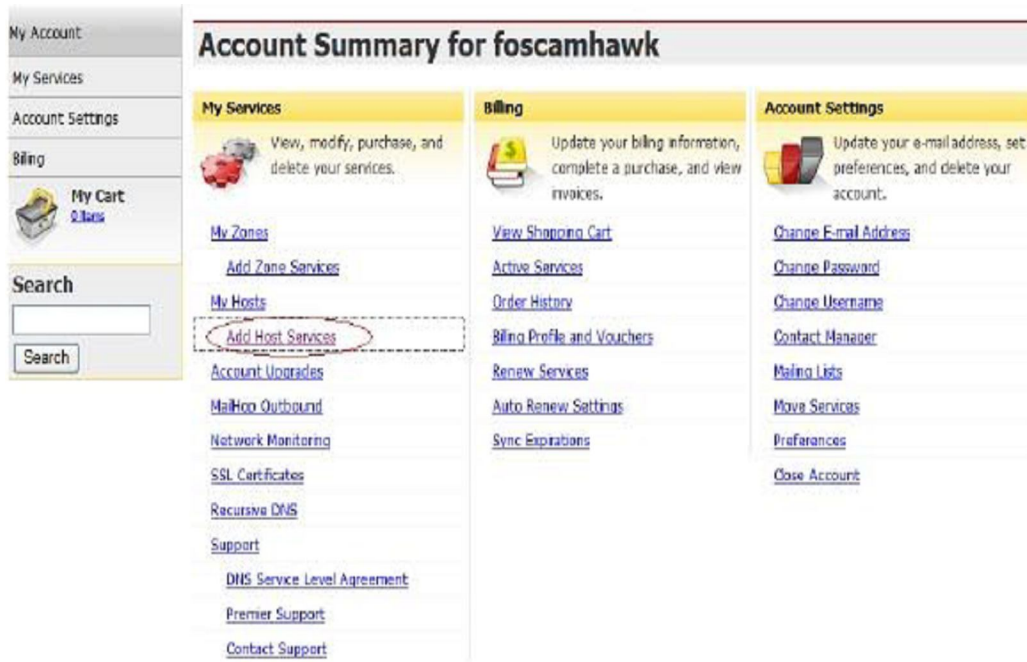 My Account
My Services
Account Settings
Billing
My Cart
0 Items
Search
Search
Account Summary for foscamhawk
My Services
View, modify, purchase, and
delete your services.
My Zones
Add Zone Services
My Hosts
Add Host Services
Account Upgrades
MailHop Outbound
Network Monitoring
SSL Certificates
Recursive DNS
Support
DNS Service Level Agreement
Premier Support
Contact Support
Billing
Update your billing information,
complete a purchase, and view
invoices.
View Shopping Cart
Active Services
Order History
Billing Profile and Vouchers
Renew Services
Auto Renew Settings
Sync Expirations
Account Settings
Update your e-mail address, set
preferences, and delete your
account.
Change E-mail Address
Change Password
Change Username
Contact Manager
Mailing Lists
Move Services
Preferences
Close Account